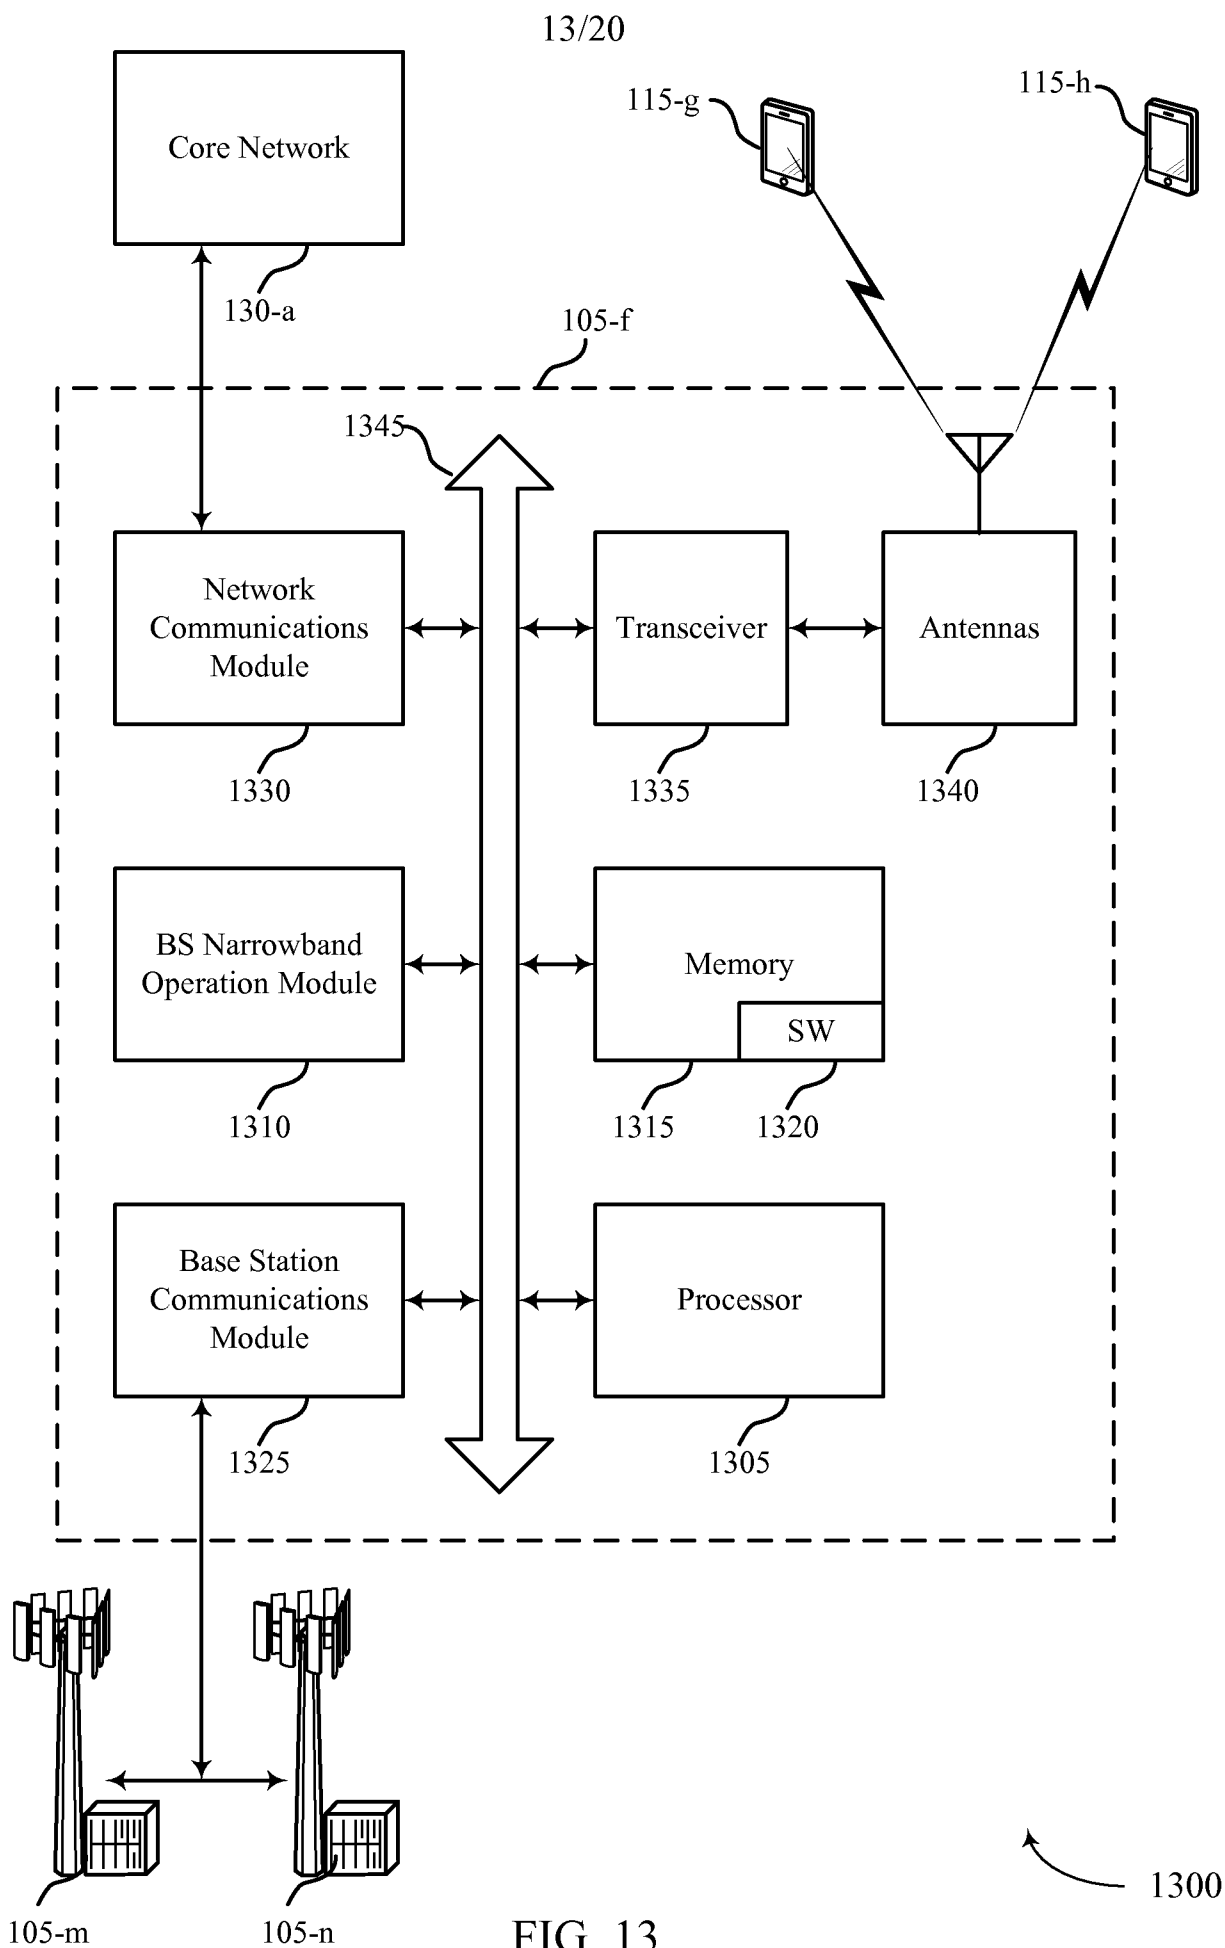 13/20
Core Network
115-g
115-h
130-a
105-f
1345
Network
Communications
Module
Transceiver
Antennas
1330
1335
1340
BS Narrowband
Operation Module
Memory
SW
1310
1315
1320
Base Station
Communications
Module
Processor
1325
1305
1300
105-m
105-n
FIG. 13